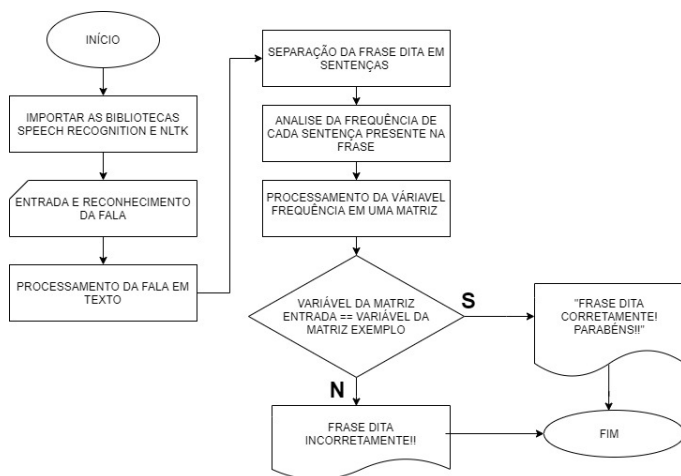 INÍCIO
IMPORTAR AS BIBLIOTECAS
SPEECH RECOGNITION E NLTK
ENTRADA E RECONHECIMENTO
DA FALA
PROCESSAMENTO DA FALA EM
TEXTO
SEPARAÇÃO DA FRASE DITA EM
SENTENÇAS
ANALISE DA FREQUÊNCIA DE
CADA SENTENÇA PRESENTE NA
FRASE
PROCESSAMENTO DA VÁRIAVEL
FREQUÊNCIA EM UMA MATRIZ
VARIÁVEL DA MATRIZ
ENTRADA == VARIÁVEL DA
MATRIZ EXEMPLO
S
"FRASE DITA
CORRETAMENTE!
PARABÉNS!!"
N
FRASE DITA
INCORRETAMENTE!!
FIM